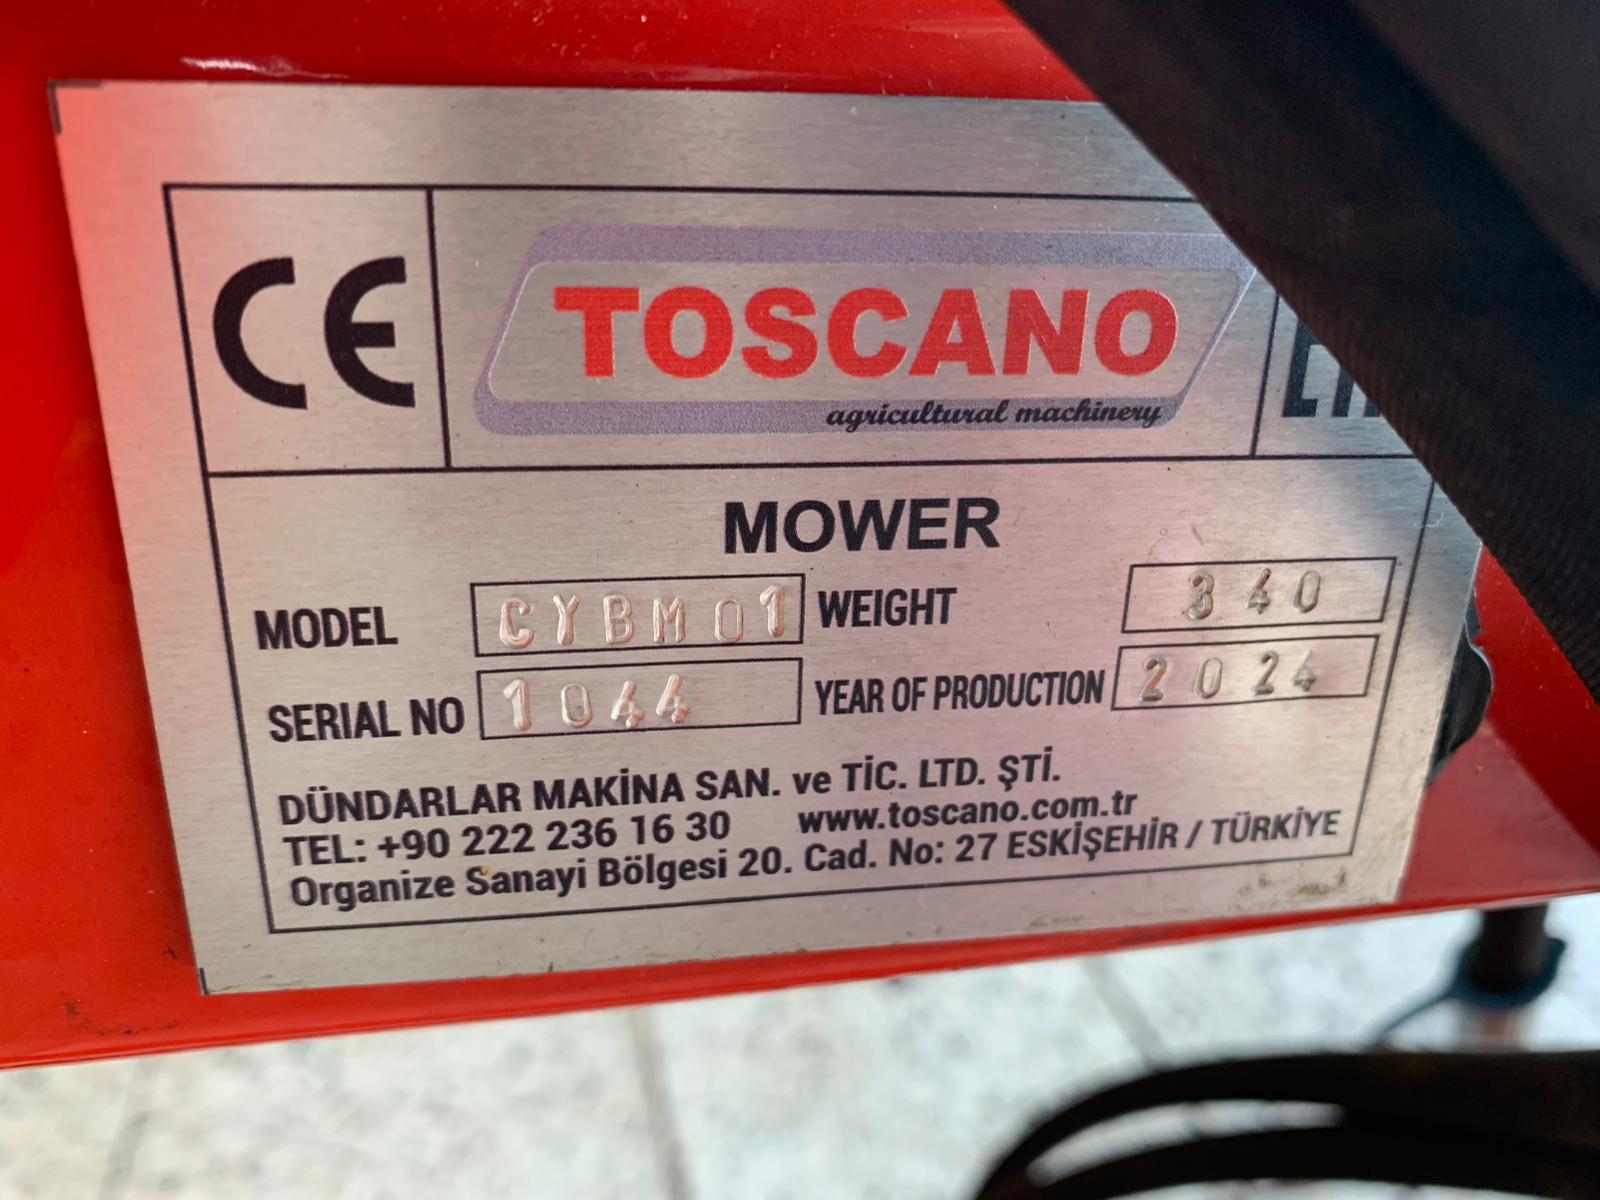 CE
TOSCANO
agricultural machinery
MOWER
MODEL CYBM01 WEIGHT 340
SERIAL NO 1044 YEAR OF PRODUCTION 2024
DÜNDARLAR MAKİNA SAN. ve TİC. LTD. ŞTİ.
TEL: +90 222 236 16 30 www.toscano.com.tr
Organize Sanayi Bölgesi 20. Cad. No: 27 ESKİŞEHİR / TÜRKİYE